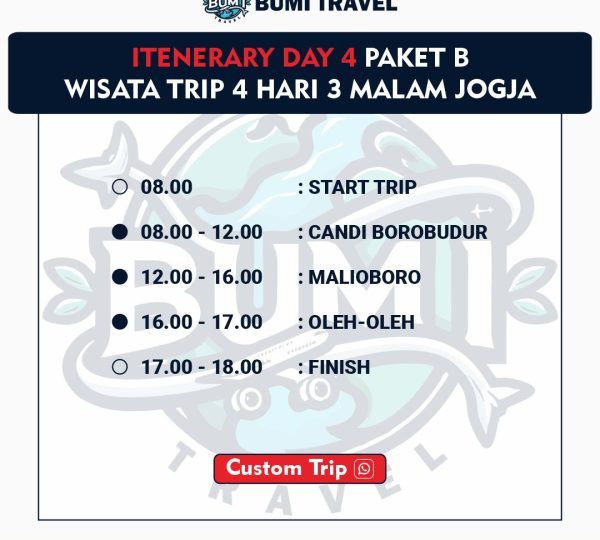 BUMI TRAVEL
ITENERARY DAY 4 PAKET B
WISATA TRIP 4 HARI 3 MALAM JOGJA
08.00 : START TRIP
08.00 - 12.00 : CANDI BOROBUDUR
12.00 - 16.00 : MALIOBORO
16.00 - 17.00 : OLEH-OLEH
17.00 - 18.00 : FINISH
BUMI
Custom Trip
TRAVEL